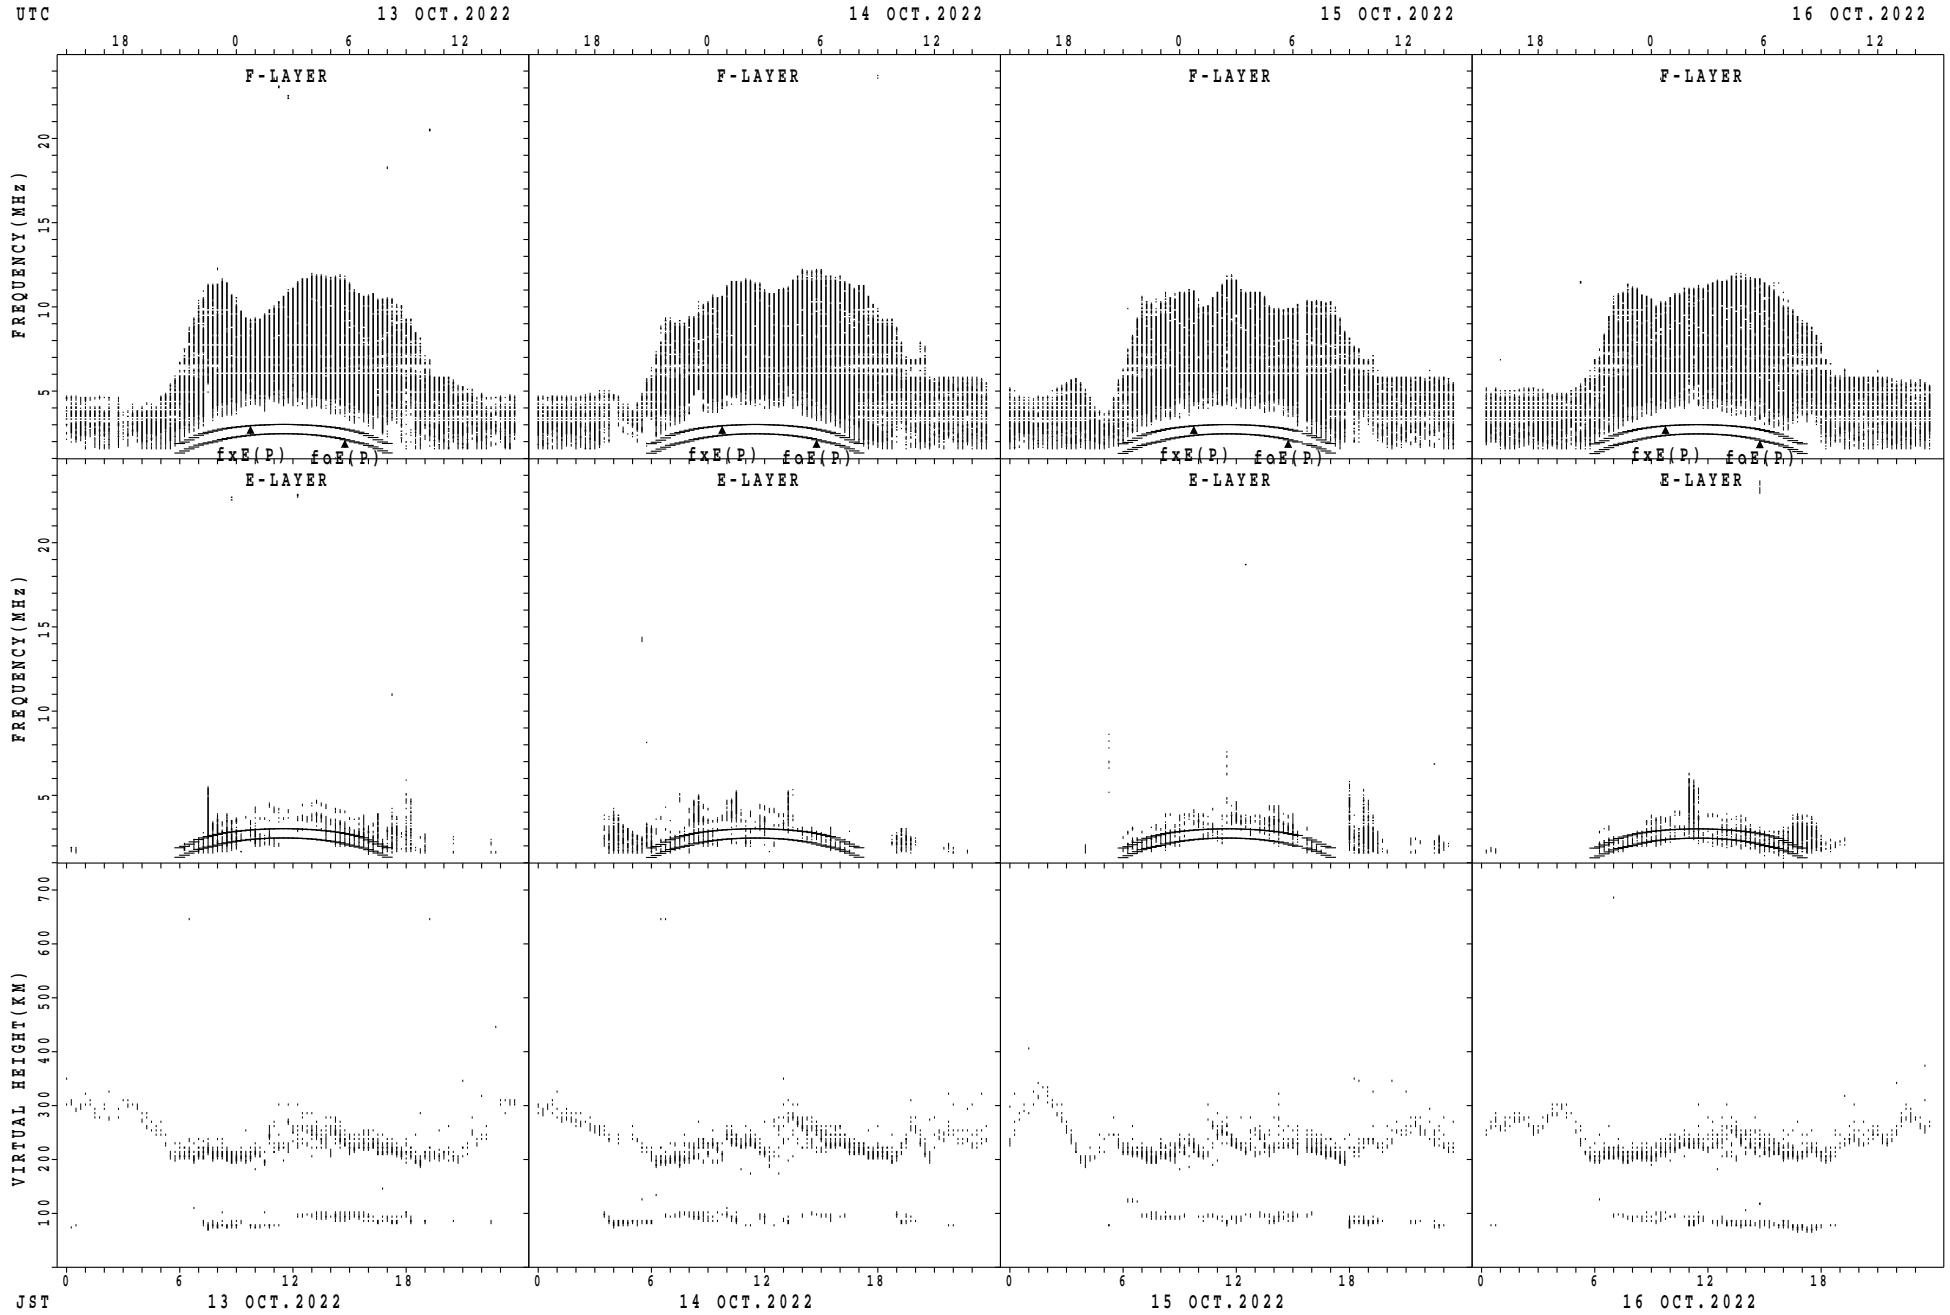 UTC 13 OCT.2022 14 OCT.2022 15 OCT.2022 16 OCT.2022
18 0 6 12 18 0 6 12 18 0 6 12 18 0 6 12
F-LAYER F-LAYER F-LAYER F-LAYER
FREQUENCY(MHz)
20
15
10
5
fxE(P) foE(P) fxE(P) foE(P) fxE(P) foE(P) fxE(P) foE(P)
E-LAYER E-LAYER E-LAYER E-LAYER
FREQUENCY(MHz)
20
15
10
5
VIRTUAL HEIGHT(KM)
700
600
500
400
300
200
100
0 6 12 18 0 6 12 18 0 6 12 18 0 6 12 18
JST 13 OCT.2022 14 OCT.2022 15 OCT.2022 16 OCT.2022